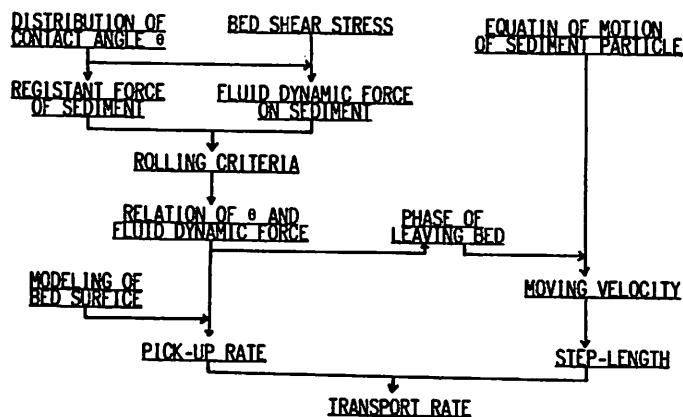 DISTRIBUTION OF
CONTACT ANGLE θ
BED SHEAR STRESS
EQUATIN OF MOTION
OF SEDIMENT PARTICLE
REGISTANT FORCE
OF SEDIMENT
FLUID DYNAMIC FORCE
ON SEDIMENT
ROLLING CRITERIA
RELATION OF θ AND
FLUID DYNAMIC FORCE
PHASE OF
LEAVING BED
MODELING OF
BED SURFICE
MOVING VELOCITY
PICK-UP RATE
STEP-LENGTH
TRANSPORT RATE